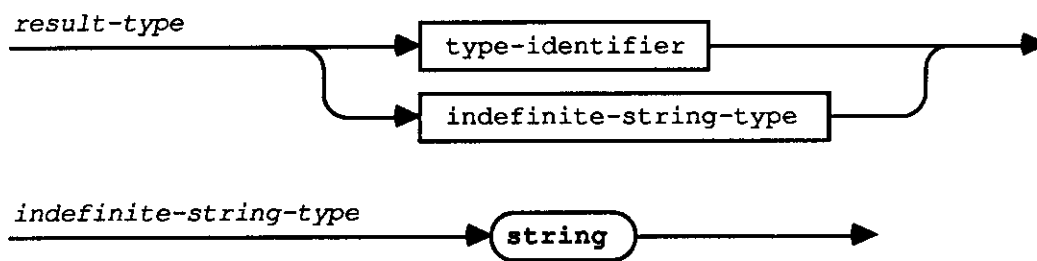 result-type
type-identifier
indefinite-string-type
indefinite-string-type
string